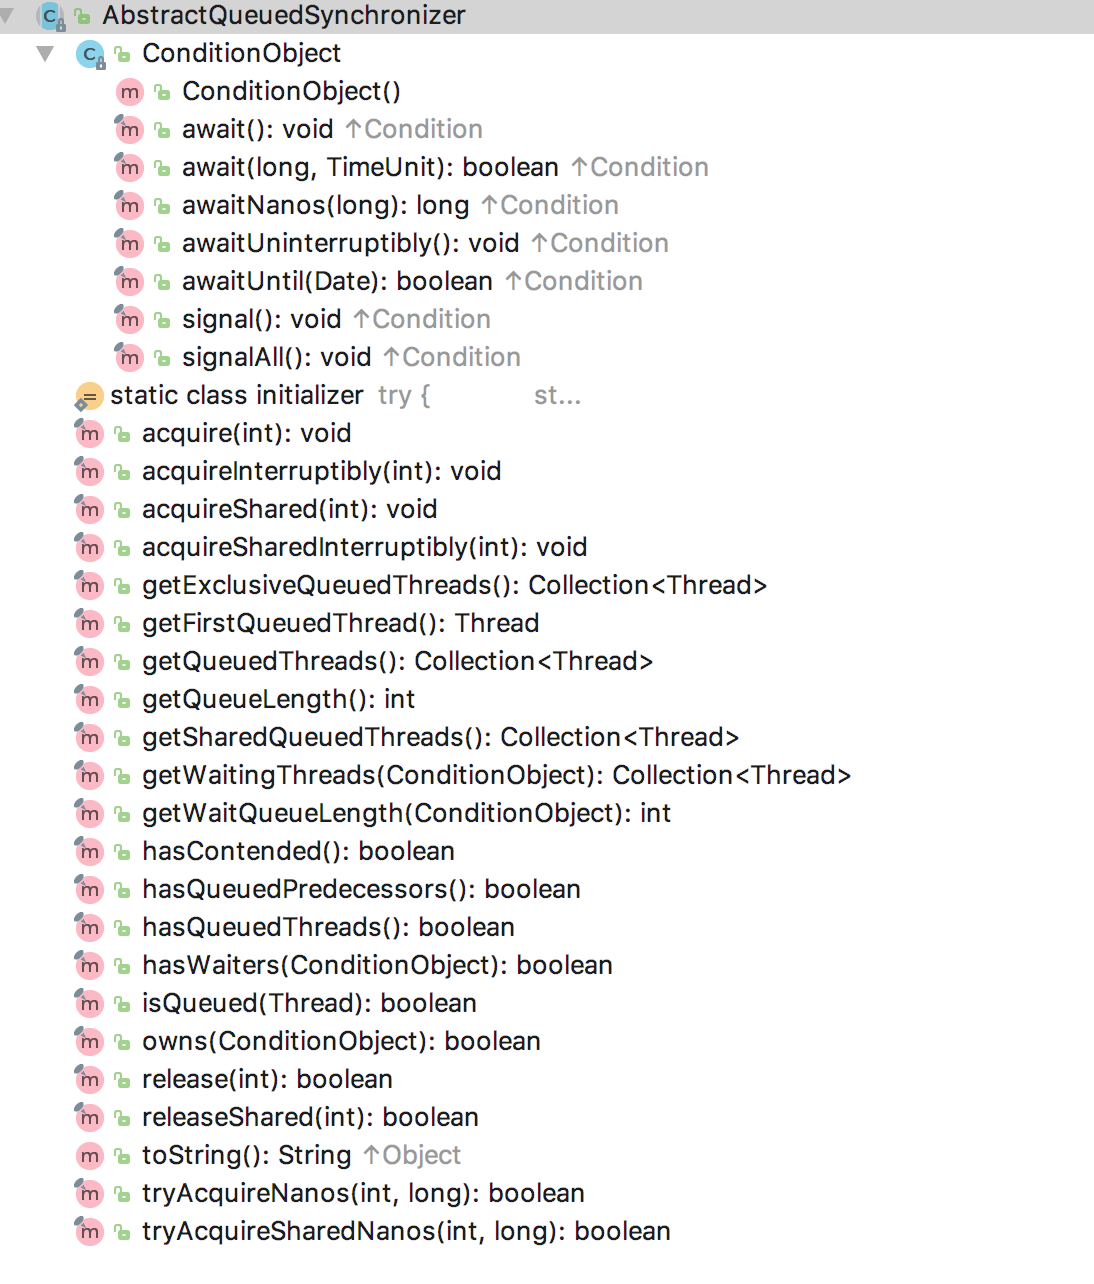 AbstractQueuedSynchronizer
ConditionObject
ConditionObject()
await(): void ↑Condition
await(long, TimeUnit): boolean ↑Condition
awaitNanos(long): long ↑Condition
awaitUninterruptibly(): void ↑Condition
awaitUntil(Date): boolean ↑Condition
signal(): void ↑Condition
signalAll(): void ↑Condition
static class initializer try { st...
acquire(int): void
acquireInterruptibly(int): void
acquireShared(int): void
acquireSharedInterruptibly(int): void
getExclusiveQueuedThreads(): Collection<Thread>
getFirstQueuedThread(): Thread
getQueuedThreads(): Collection<Thread>
getQueueLength(): int
getSharedQueuedThreads(): Collection<Thread>
getWaitingThreads(ConditionObject): Collection<Thread>
getWaitQueueLength(ConditionObject): int
hasContended(): boolean
hasQueuedPredecessors(): boolean
hasQueuedThreads(): boolean
hasWaiters(ConditionObject): boolean
isQueued(Thread): boolean
owns(ConditionObject): boolean
release(int): boolean
releaseShared(int): boolean
toString(): String ↑Object
tryAcquireNanos(int, long): boolean
tryAcquireSharedNanos(int, long): boolean